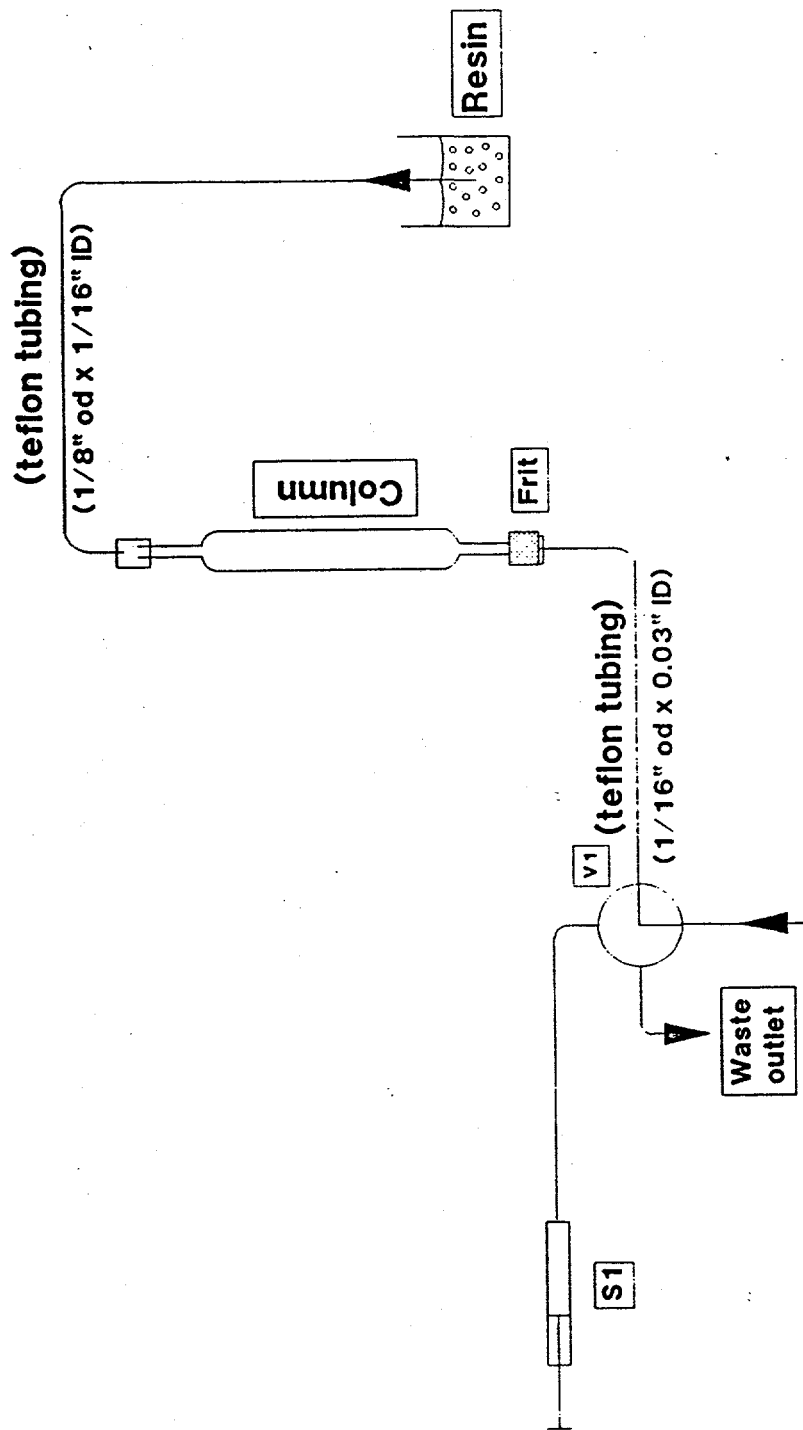 (teflon tubing)
(1/8" od x 1/16" ID)
Resin
Column
Frit
(teflon tubing)
(1/16" od x 0.03" ID)
V1
S1
Waste
outlet